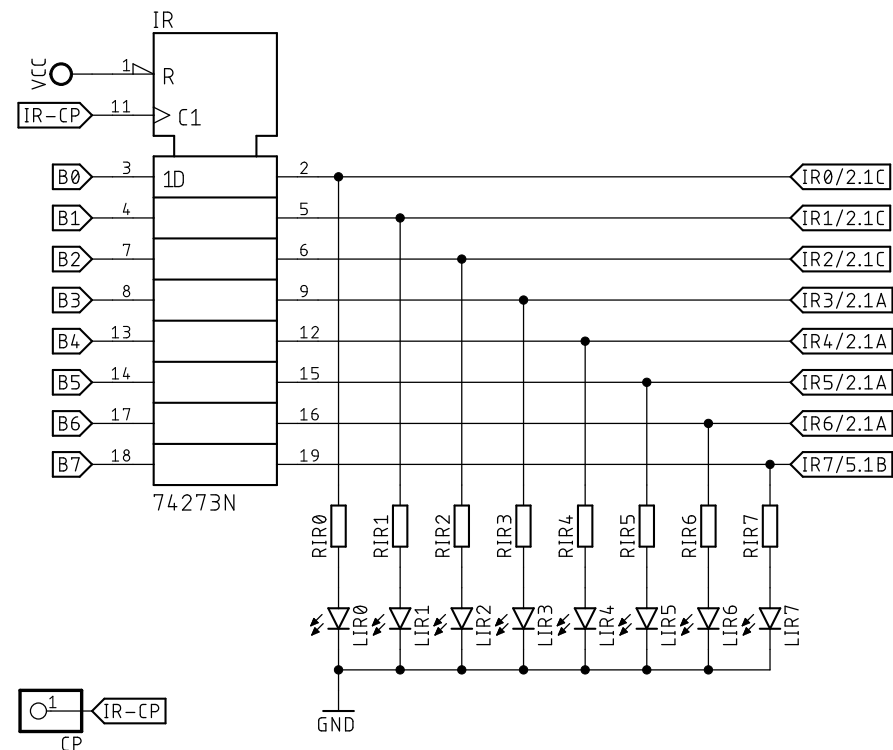 IR
VCC 1 R
IR-CP 11 C1
B0 3 1D 2 IR0/2.1C
B1 4 5 IR1/2.1C
B2 7 6 IR2/2.1C
B3 8 9 IR3/2.1A
B4 13 12 IR4/2.1A
B5 14 15 IR5/2.1A
B6 17 16 IR6/2.1A
B7 18 19 IR7/5.1B
74273N
RIR0 RIR1 RIR2 RIR3 RIR4 RIR5 RIR6 RIR7
LIR0 LIR1 LIR2 LIR3 LIR4 LIR5 LIR6 LIR7
GND
1 IR-CP
CP